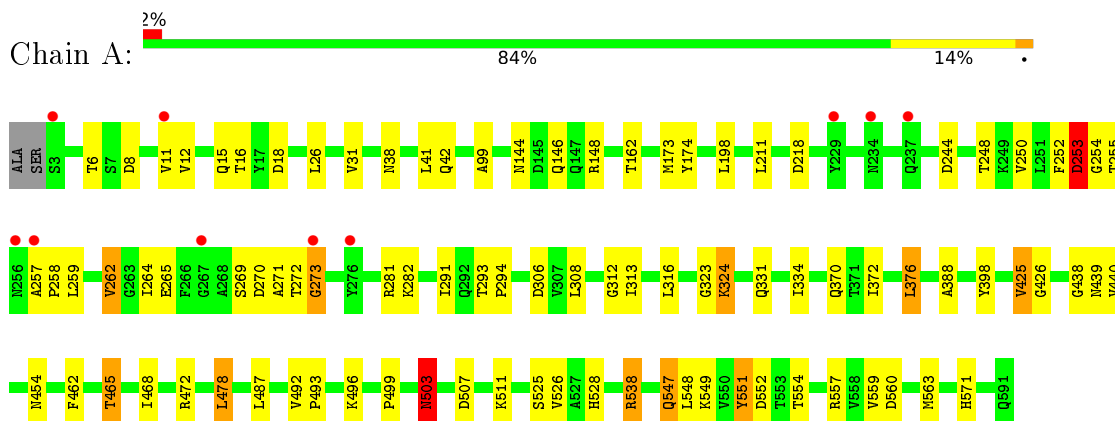 2%
Chain A:
84% 14% •
ALA SER S3 T6 S7 D8 V11 V12 Q15 T16 Y17 D18 L26 V31 N38 L41 Q42 A99 N144 D145 Q146 Q147 R148 T162 M173 Y174 L198 L211 D218 Y229 N234 Q237 D244 T248 K249 V250 L251 F252 D253 G254 T255
N256 A257 P258 L259 V262 G263 I264 E265 F266 G267 A268 S269 D270 A271 T272 G273 Y276 R281 K282 I291 Q292 T293 P294 D306 V307 L308 G312 I313 L316 G323 K324 Q331 I334 Q370 T371 I372 L376 A388 Y398 V425 G426 G438 N439 V440
N454 F462 T465 I468 R472 L478 L487 V492 P493 K496 P499 N503 D507 K511 S525 V526 A527 H528 R538 Q547 L548 K549 V550 Y551 D552 T553 T554 R557 V558 V559 D560 M563 H571 Q591